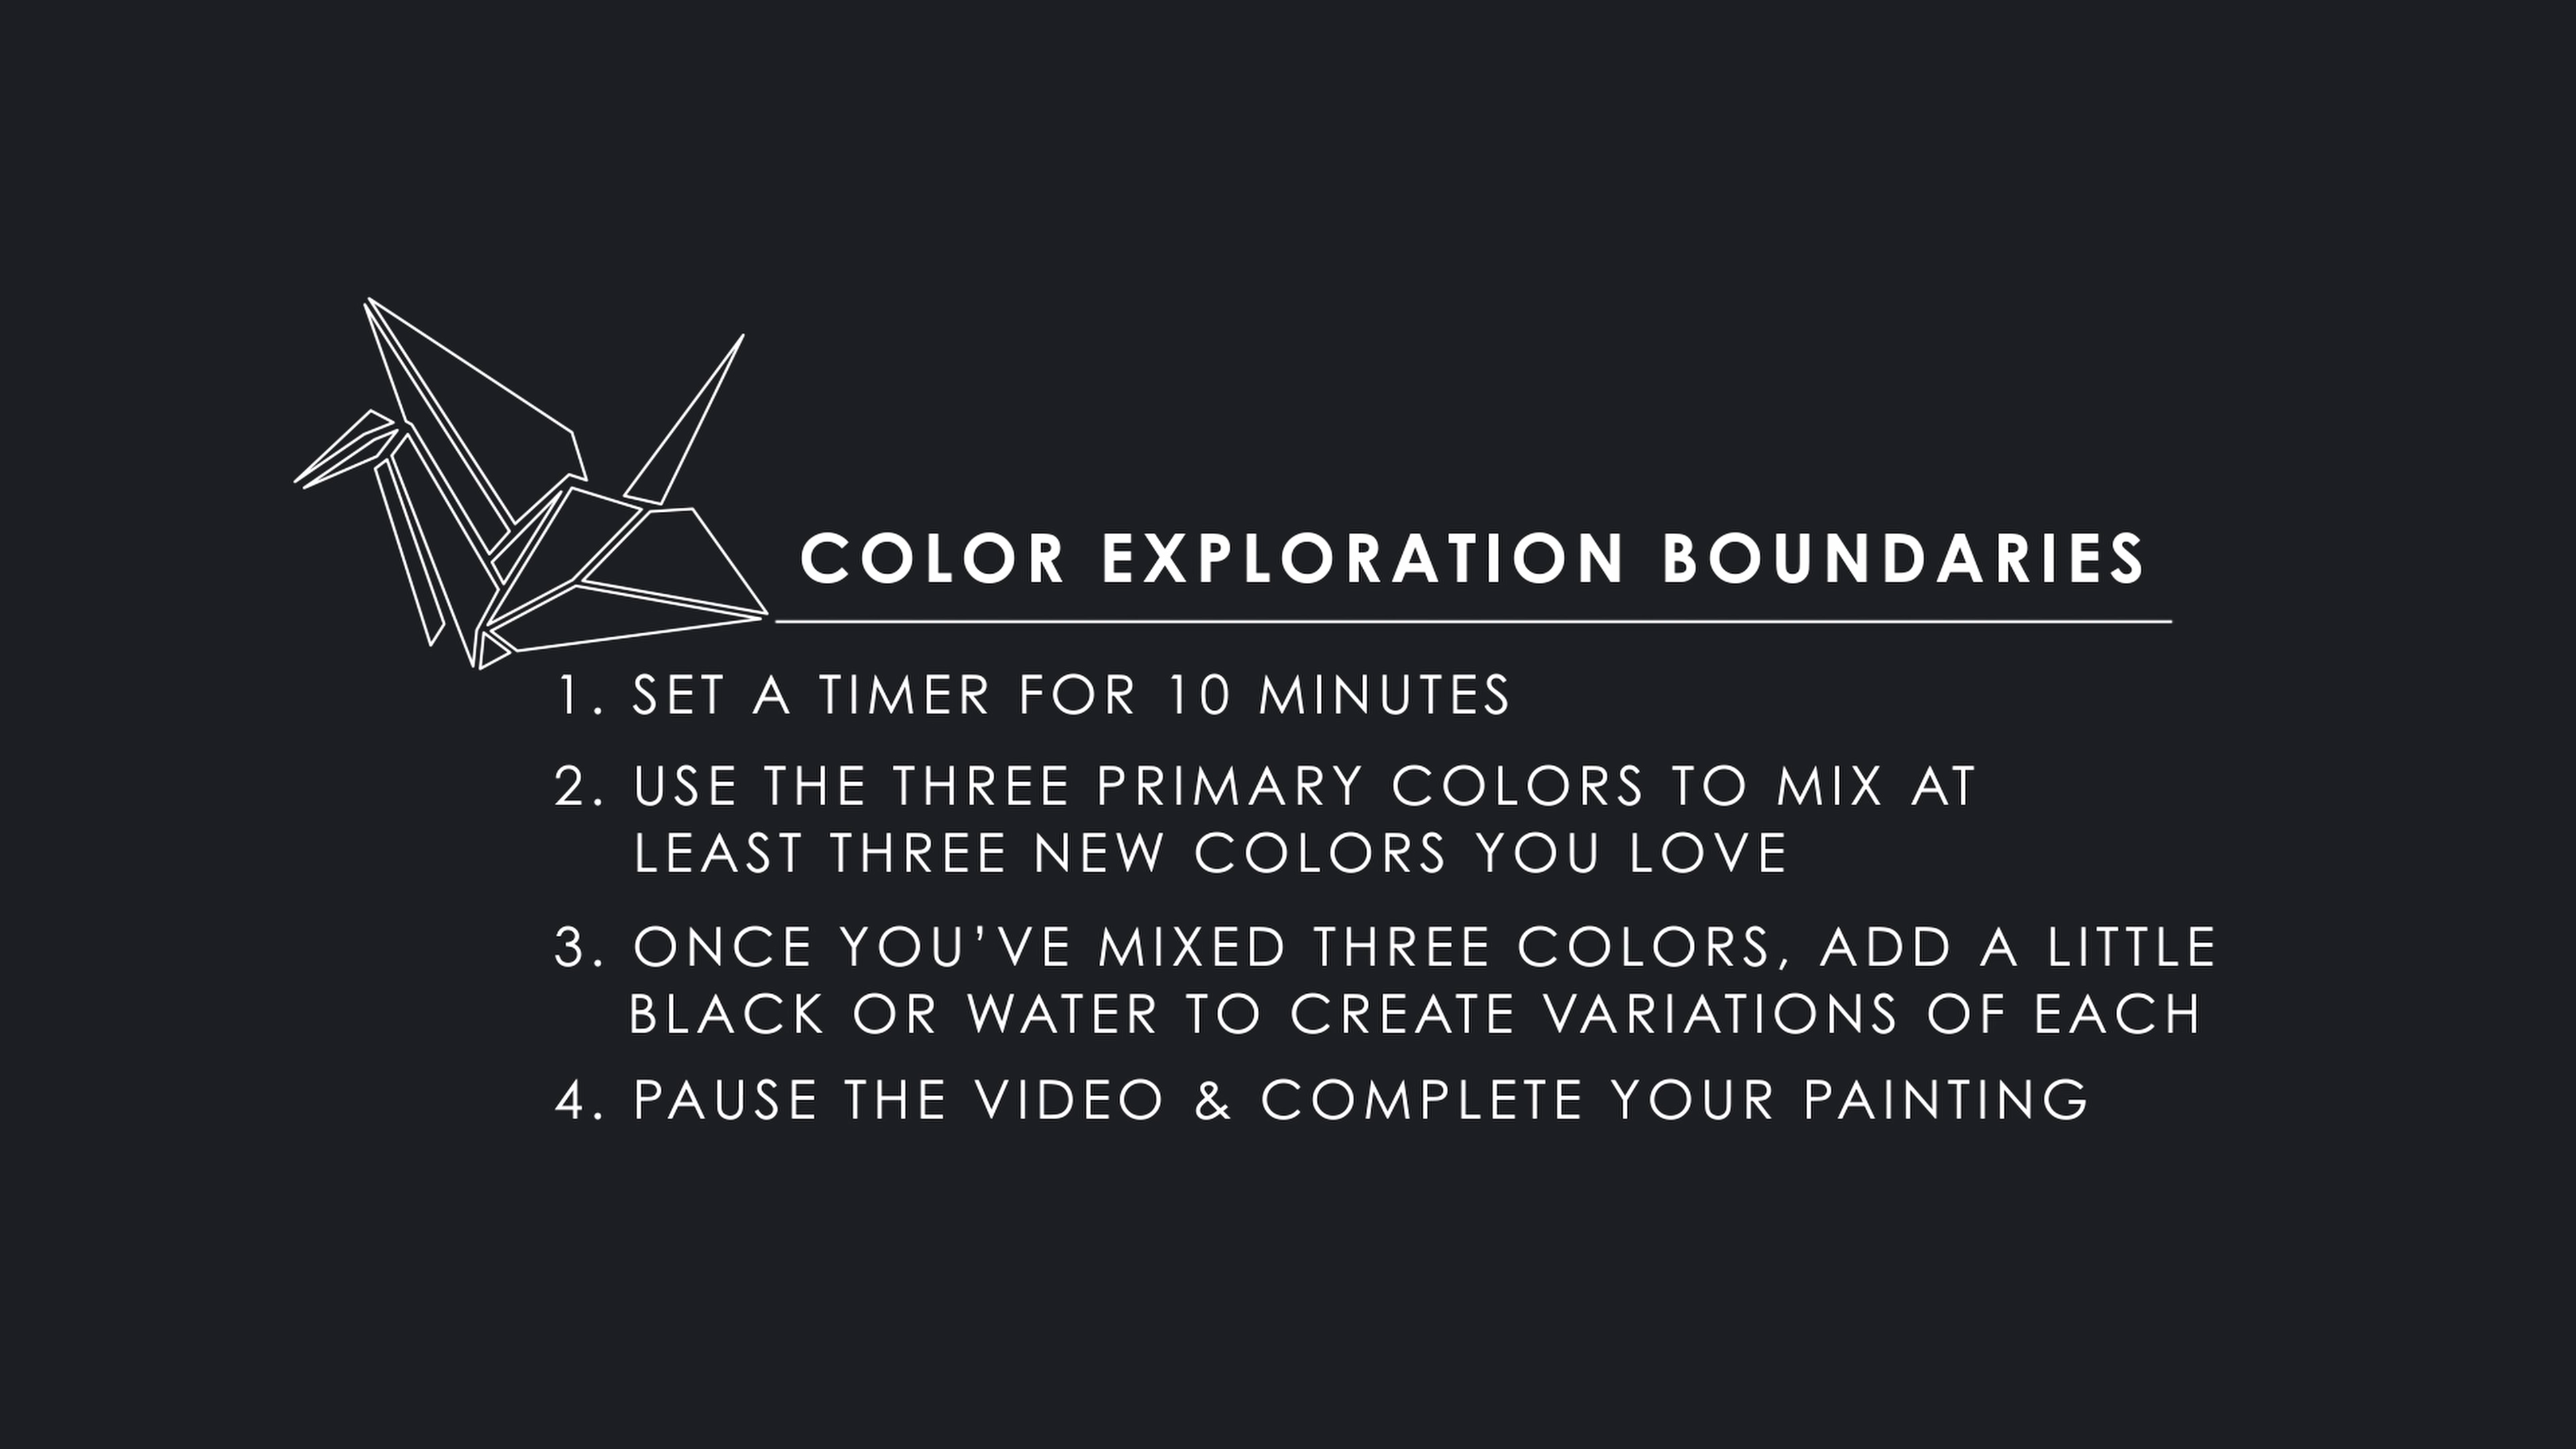 COLOR EXPLORATION BOUNDARIES
1. SET A TIMER FOR 10 MINUTES
2. USE THE THREE PRIMARY COLORS TO MIX AT
LEAST THREE NEW COLORS YOU LOVE
3. ONCE YOU’VE MIXED THREE COLORS, ADD A LITTLE
BLACK OR WATER TO CREATE VARIATIONS OF EACH
4. PAUSE THE VIDEO & COMPLETE YOUR PAINTING